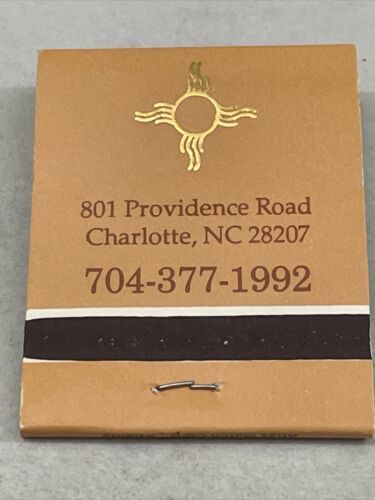 801 Providence Road
Charlotte, NC 28207
704-377-1992